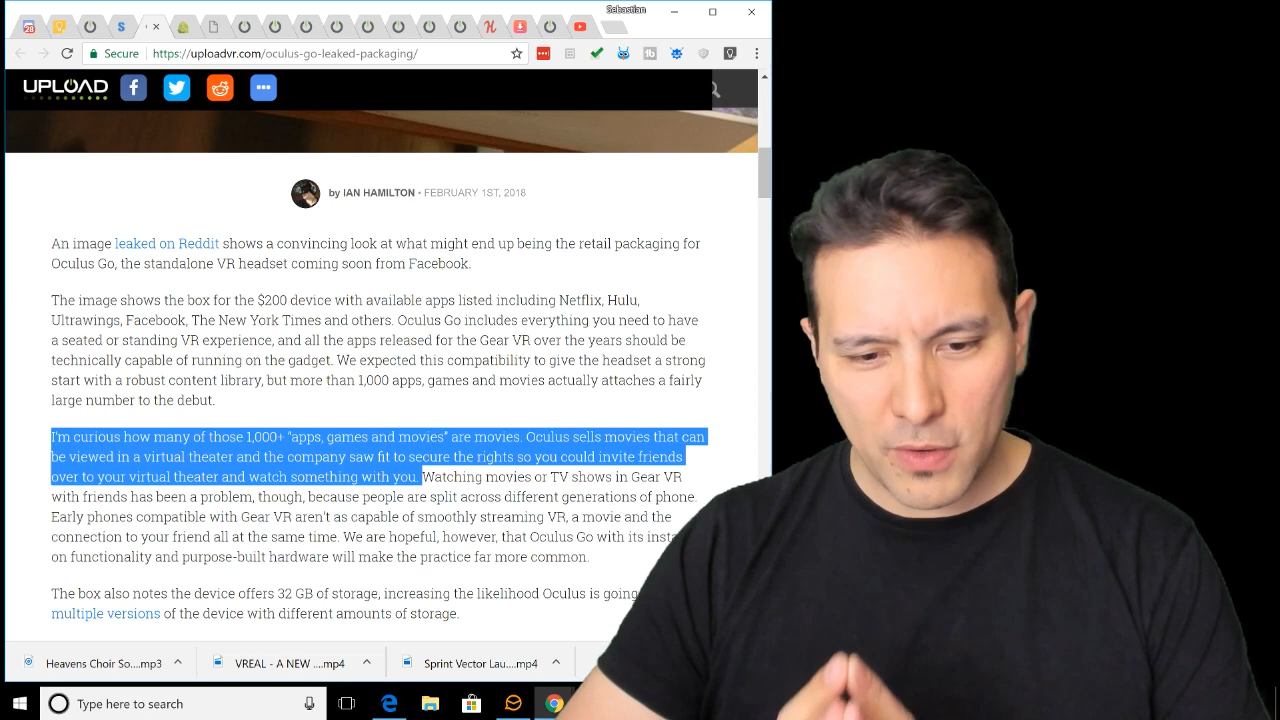 Sebastian
28
S
H
Secure
https://uploadvr.com/oculus-go-leaked-packaging/
UPLOAD
by IAN HAMILTON • FEBRUARY 1ST, 2018
An image leaked on Reddit shows a convincing look at what might end up being the retail packaging for
Oculus Go, the standalone VR headset coming soon from Facebook.
The image shows the box for the $200 device with available apps listed including Netflix, Hulu,
Ultrawings, Facebook, The New York Times and others. Oculus Go includes everything you need to have
a seated or standing VR experience, and all the apps released for the Gear VR over the years should be
technically capable of running on the gadget. We expected this compatibility to give the headset a strong
start with a robust content library, but more than 1,000 apps, games and movies actually attaches a fairly
large number to the debut.
I'm curious how many of those 1,000+ "apps, games and movies" are movies. Oculus sells movies that can
be viewed in a virtual theater and the company saw fit to secure the rights so you could invite friends
over to your virtual theater and watch something with you. Watching movies or TV shows in Gear VR
with friends has been a problem, though, because people are split across different generations of phone.
Early phones compatible with Gear VR aren't as capable of smoothly streaming VR, a movie and the
connection to your friend all at the same time. We are hopeful, however, that Oculus Go with its
on functionality and purpose-built hardware will make the practice far more common.
The box also notes the device offers 32 GB of storage, increasing the likelihood Oculus is going
multiple versions of the device with different amounts of storage.
Heavens Choir So....mp3
VREAL - A NEW ....mp4
Sprint Vector Lau....mp4
Type here to search